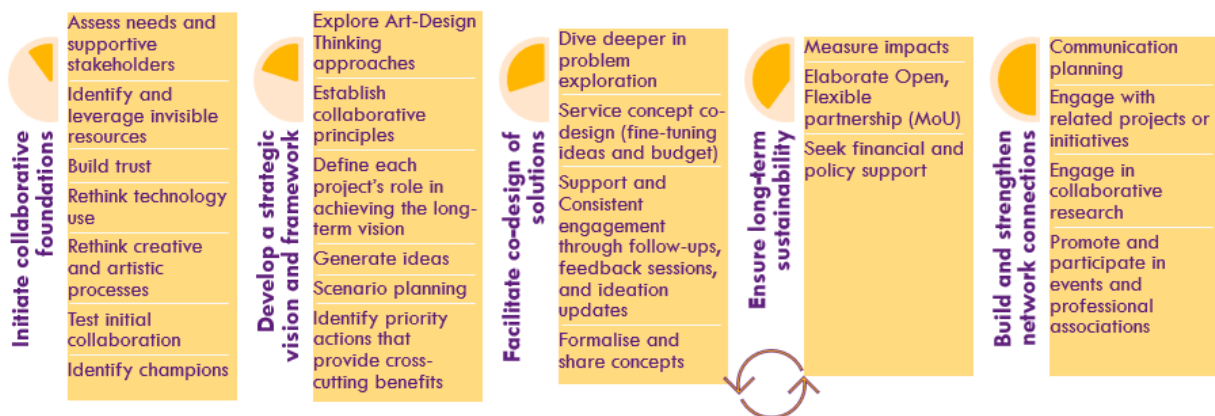 Initiate collaborative
foundations
Assess needs and
supportive
stakeholders
Identify and
leverage invisible
resources
Build trust
Rethink technology
use
Rethink creative
and artistic
processes
Test initial
collaboration
Identify champions
Develop a strategic
vision and framework
Explore Art-Design
Thinking
approaches
Establish
collaborative
principles
Define each
project's role in
achieving the long-
term vision
Generate ideas
Scenario planning
Identify priority
actions that
provide cross-
cutting benefits
Facilitate co-design of
solutions
Dive deeper in
problem
exploration
Service concept co-
design (fine-tuning
ideas and budget)
Support and
Consistent
engagement
through follow-ups,
feedback sessions,
and ideation
updates
Formalise and
share concepts
Ensure long-term
sustainability
Measure impacts
Elaborate Open,
Flexible
partnership (MoU)
Seek financial and
policy support
Build and strengthen
network connections
Communication
planning
Engage with
related projects or
initiatives
Engage in
collaborative
research
Promote and
participate in
events and
professional
associations